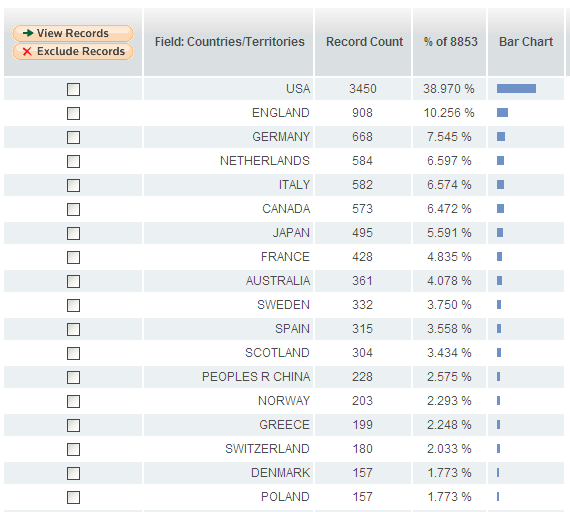 View Records
Exclude Records
Field: Countries/Territories Record Count % of 8853 Bar Chart
USA 3450 38.970 %
ENGLAND 908 10.256 %
GERMANY 668 7.545 %
NETHERLANDS 584 6.597 %
ITALY 582 6.574 %
CANADA 573 6.472 %
JAPAN 495 5.591 %
FRANCE 428 4.835 %
AUSTRALIA 361 4.078 %
SWEDEN 332 3.750 %
SPAIN 315 3.558 %
SCOTLAND 304 3.434 %
PEOPLES R CHINA 228 2.575 %
NORWAY 203 2.293 %
GREECE 199 2.248 %
SWITZERLAND 180 2.033 %
DENMARK 157 1.773 %
POLAND 157 1.773 %